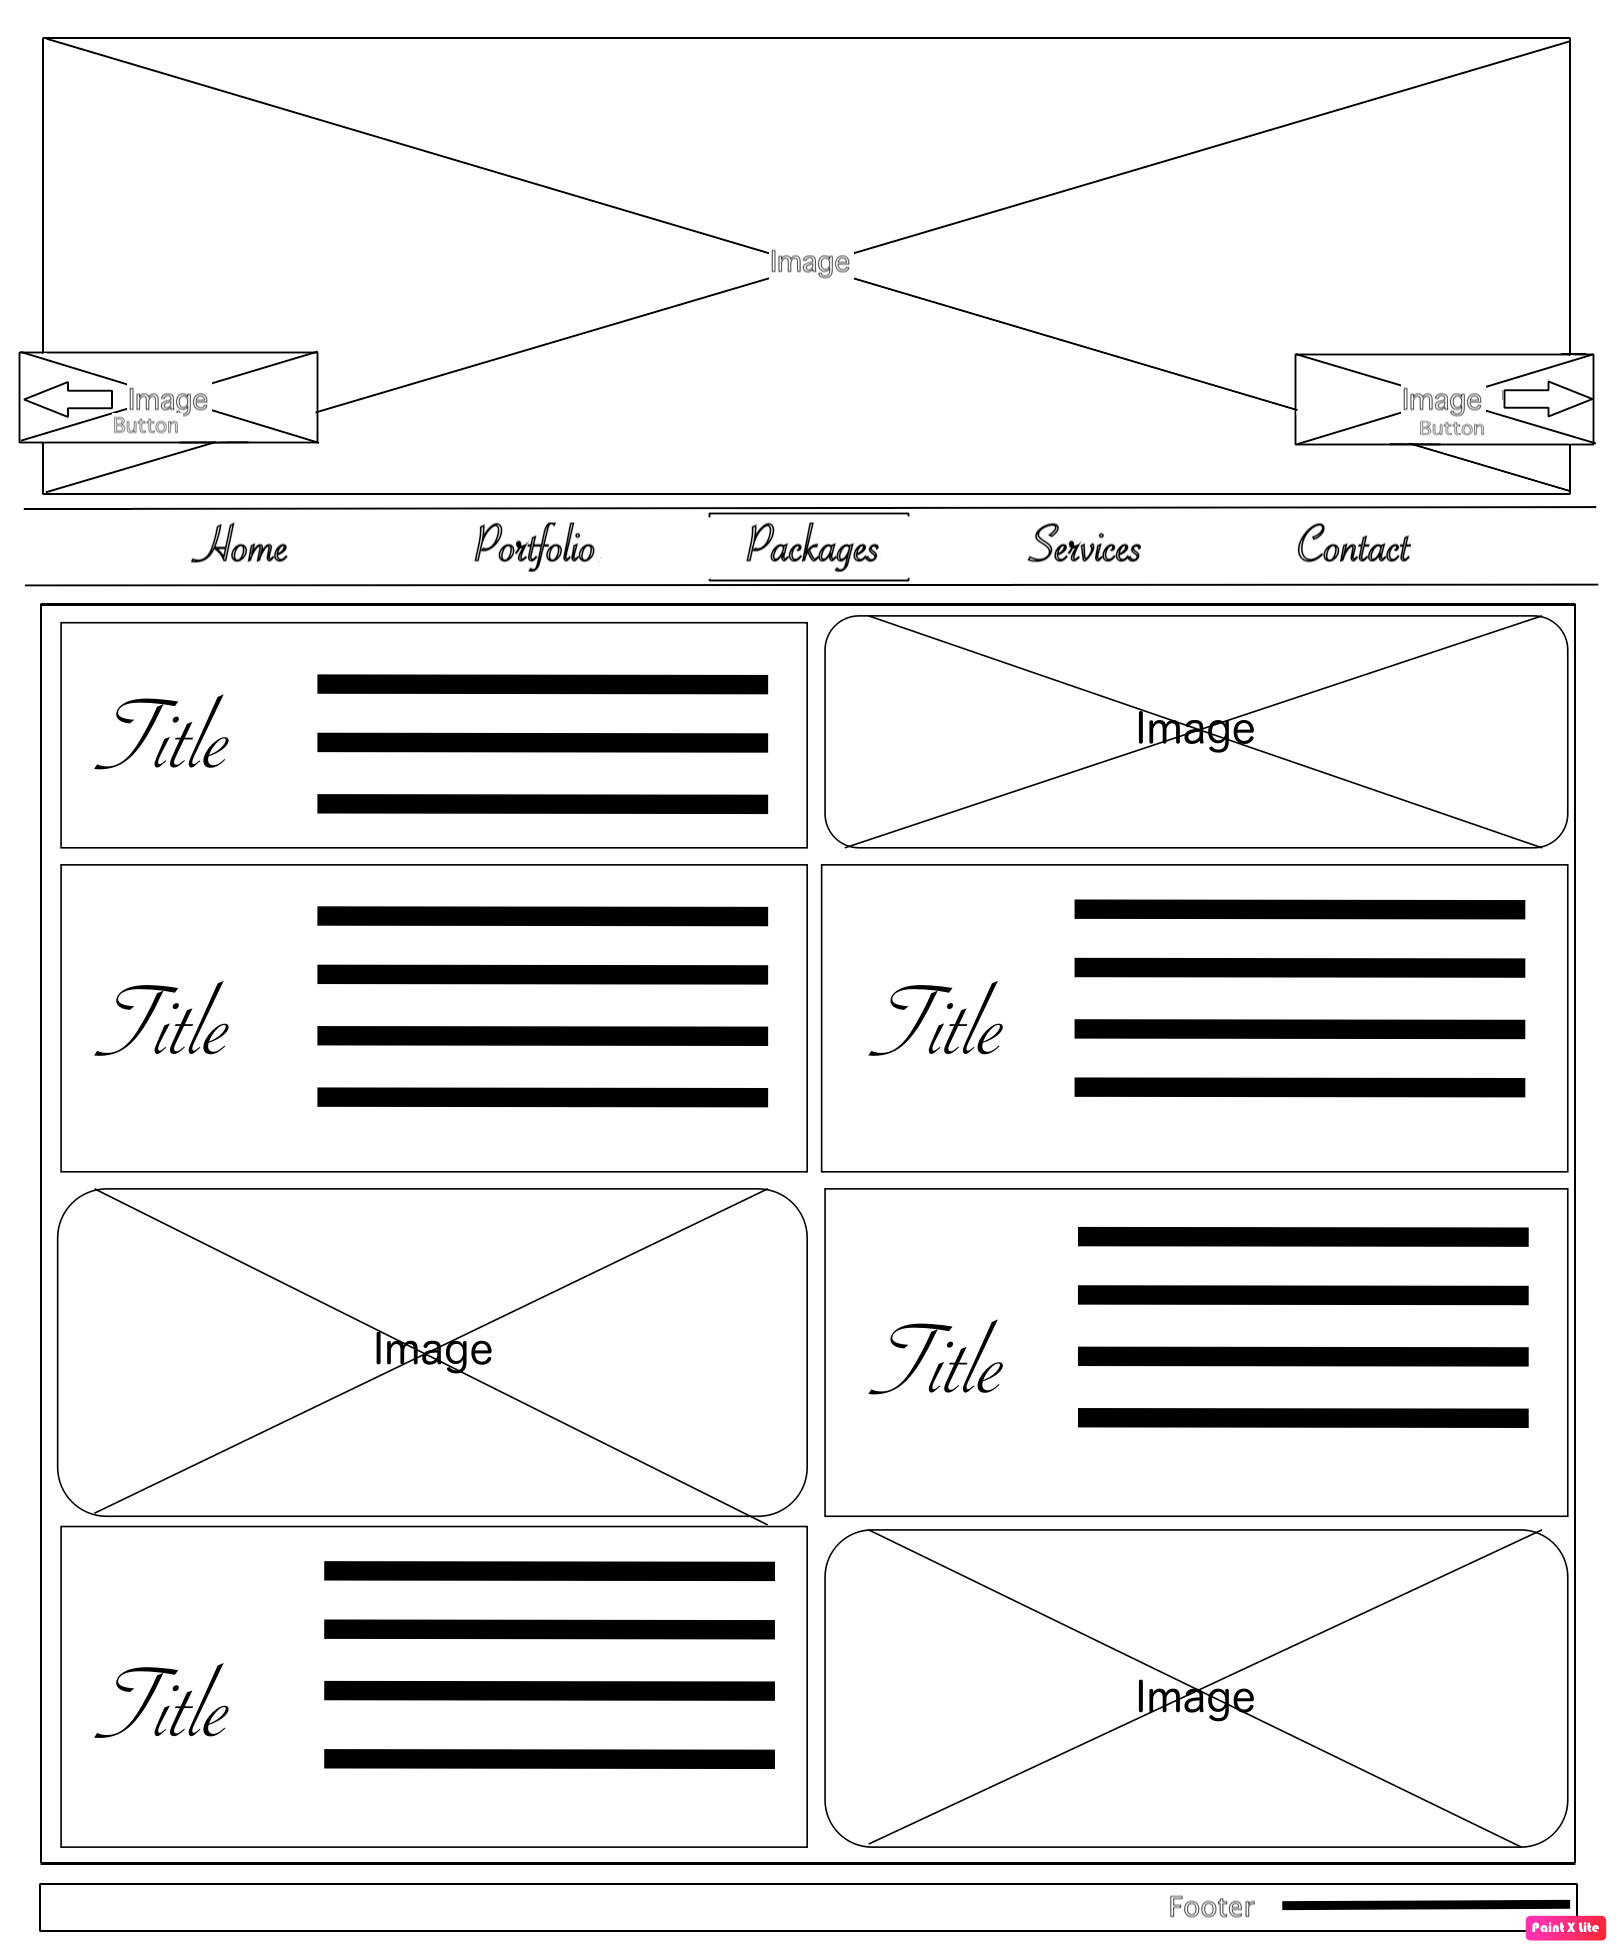 Image
Image
Button
Image
Button
Home Portfolio Packages Services Contact
Title
Image
Title
Title
Image
Title
Title
Image
Footer
Paint X Lite